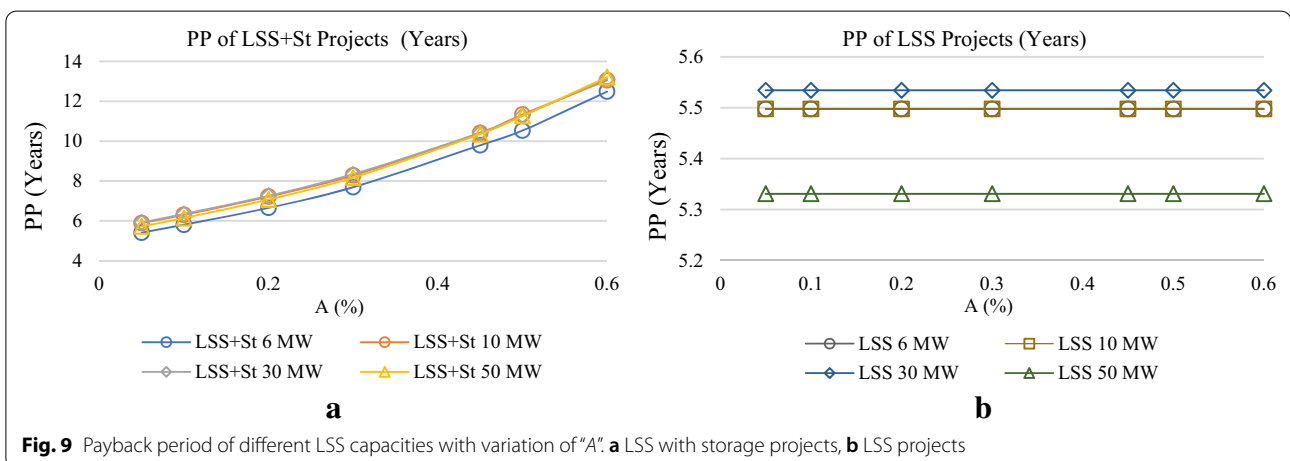 PP of LSS+St Projects (Years)
14
12
10
8
6
4
PP (Years)
0
0.2
0.4
0.6
A (%)
LSS+St 6 MW
LSS+St 10 MW
LSS+St 30 MW
LSS+St 50 MW
a
PP of LSS Projects (Years)
5.6
5.5
5.4
5.3
5.2
PP (Years)
0
0.1
0.2
0.3
0.4
0.5
0.6
A (%)
LSS 6 MW
LSS 10 MW
LSS 30 MW
LSS 50 MW
b
Fig. 9 Payback period of different LSS capacities with variation of “A”. a LSS with storage projects, b LSS projects